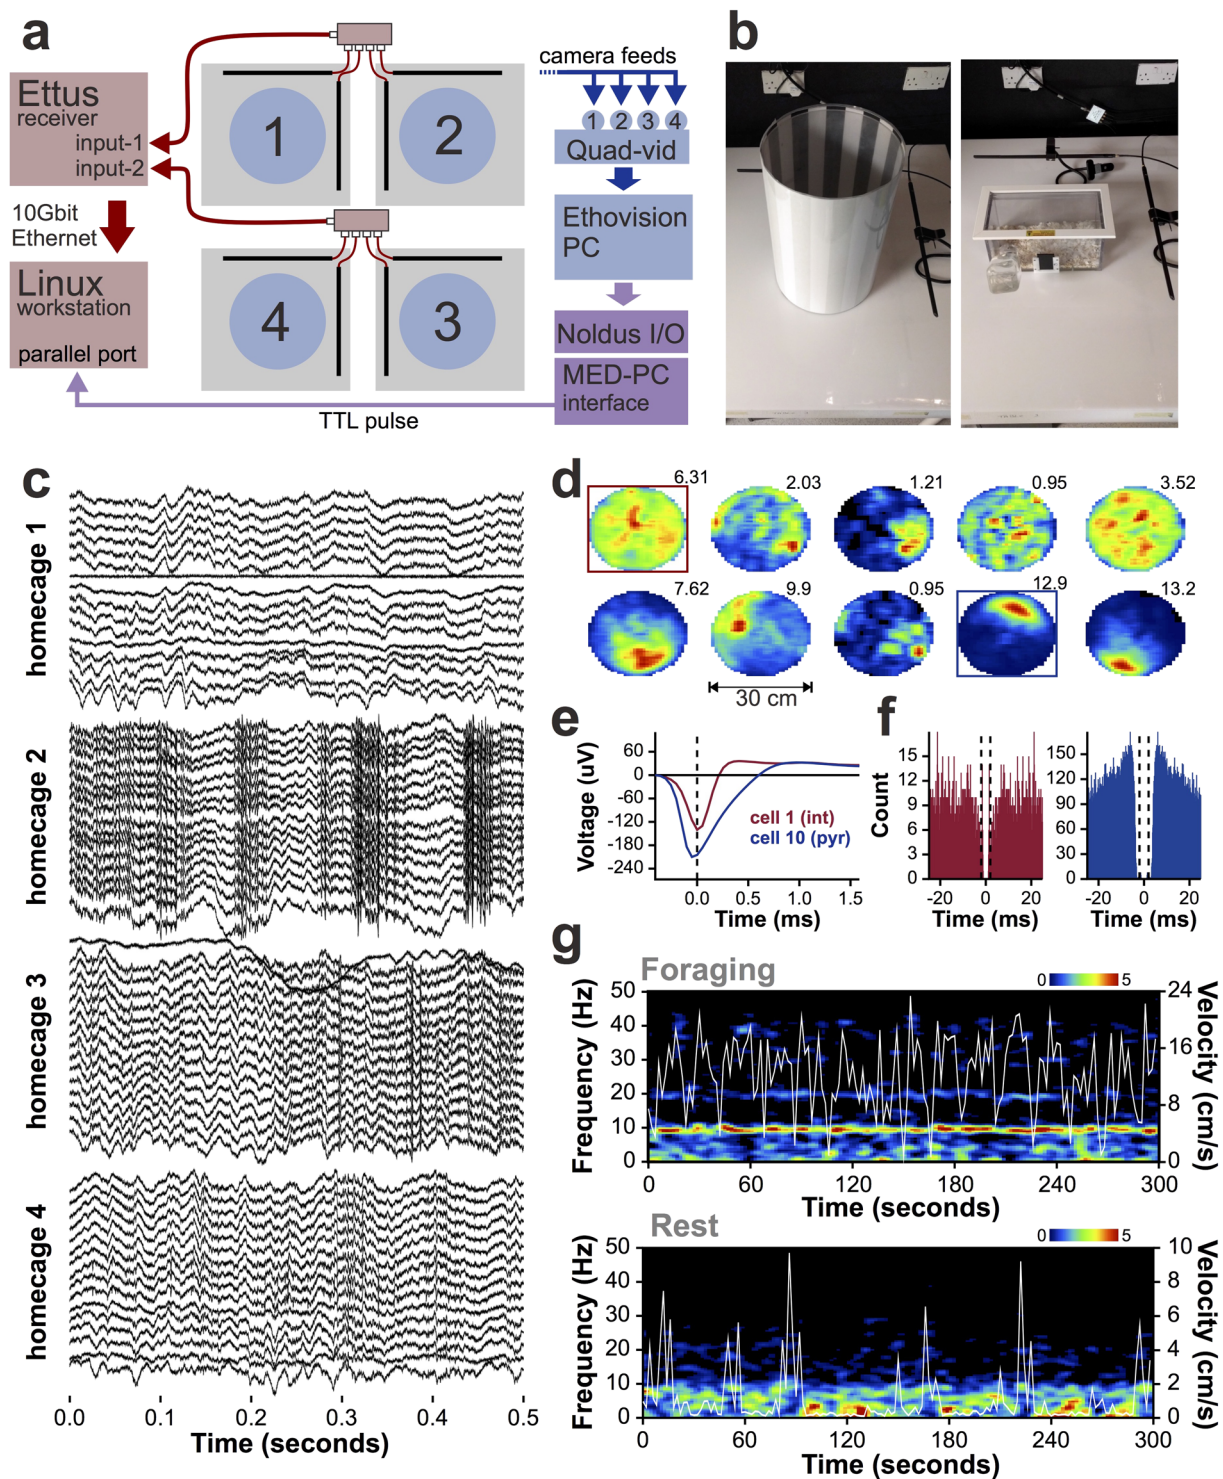 a
Ettus
receiver
input-1
input-2
10Gbit
Ethernet
Linux
workstation
parallel port
1
2
4
3
TTL pulse
camera feeds
1 2 3 4
Quad-vid
Ethovision
PC
Noldus I/O
MED-PC
interface
b
c
homecage 1
homecage 2
homecage 3
homecage 4
0.0 0.1 0.2 0.3 0.4 0.5
Time (seconds)
d
6.31 2.03 1.21 0.95 3.52
7.62 9.9 0.95 12.9 13.2
30 cm
e
Voltage (uV)
60
0
-60
-120
-180
-240
cell 1 (int)
cell 10 (pyr)
0.0 0.5 1.0 1.5
Time (ms)
f
Count
15
12
9
6
3
0
-20 0 20
Time (ms)
150
120
90
60
30
0
-20 0 20
Time (ms)
g
Foraging
0 5
Frequency (Hz)
50
40
30
20
10
0
24
16
8
0
Velocity (cm/s)
0 60 120 180 240 300
Time (seconds)
Rest
0 5
Frequency (Hz)
50
40
30
20
10
0
10
8
6
4
2
0
Velocity (cm/s)
0 60 120 180 240 300
Time (seconds)